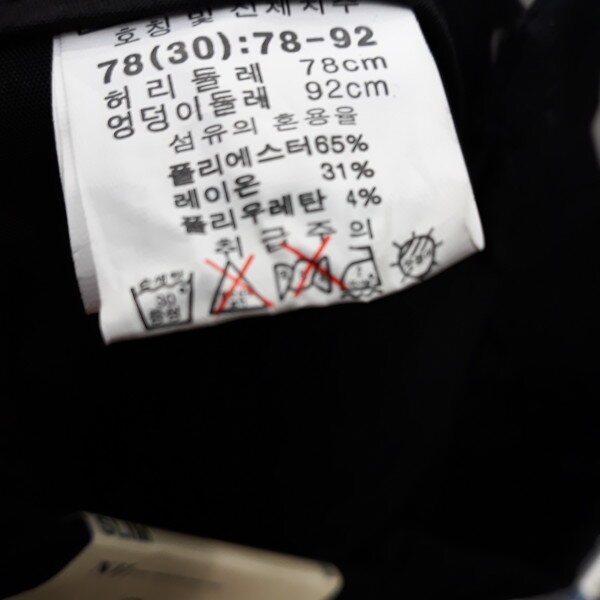 호칭 및 신체치수
78(30):78-92
허리둘레 78cm
엉덩이둘레 92cm
섬유의 혼용율
폴리에스터65%
레이온 31%
폴리우레탄 4%
취급주의
손세탁
30
중성